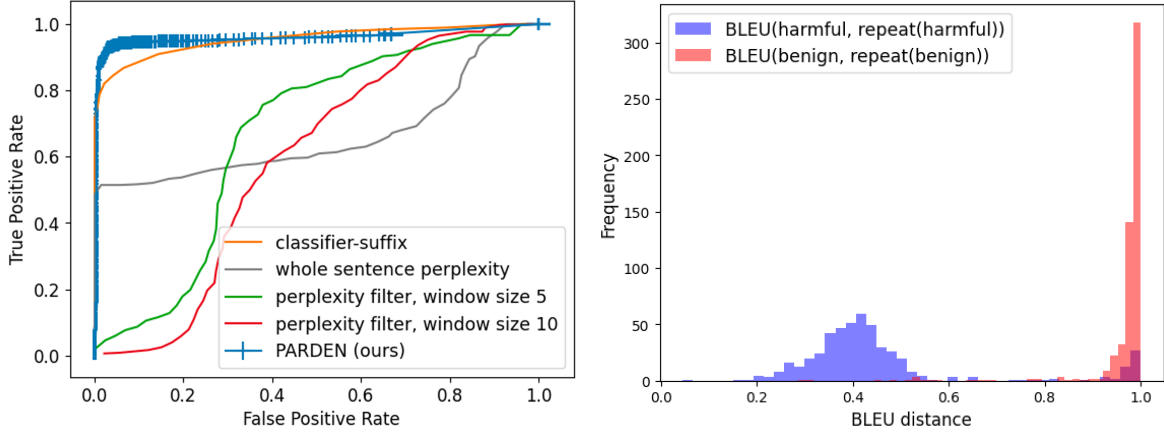 1.0
0.8
0.6
0.4
0.2
0.0
True Positive Rate
0.0 0.2 0.4 0.6 0.8 1.0
False Positive Rate
classifier-suffix
whole sentence perplexity
perplexity filter, window size 5
perplexity filter, window size 10
PARDEN (ours)
BLEU(harmful, repeat(harmful))
BLEU(benign, repeat(benign))
300
250
200
150
100
50
0
Frequency
0.0 0.2 0.4 0.6 0.8 1.0
BLEU distance